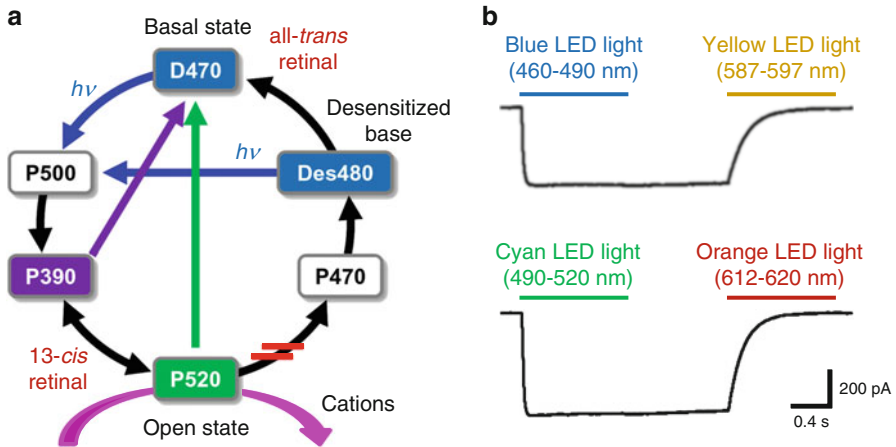 a
Basal state
D470
all-trans
retinal
hν
Desensitized
base
hν
P500
Des480
P390
P470
13-cis
retinal
P520
Open state
Cations
b
Blue LED light
(460-490 nm)
Yellow LED light
(587-597 nm)
Cyan LED light
(490-520 nm)
Orange LED light
(612-620 nm)
200 pA
0.4 s